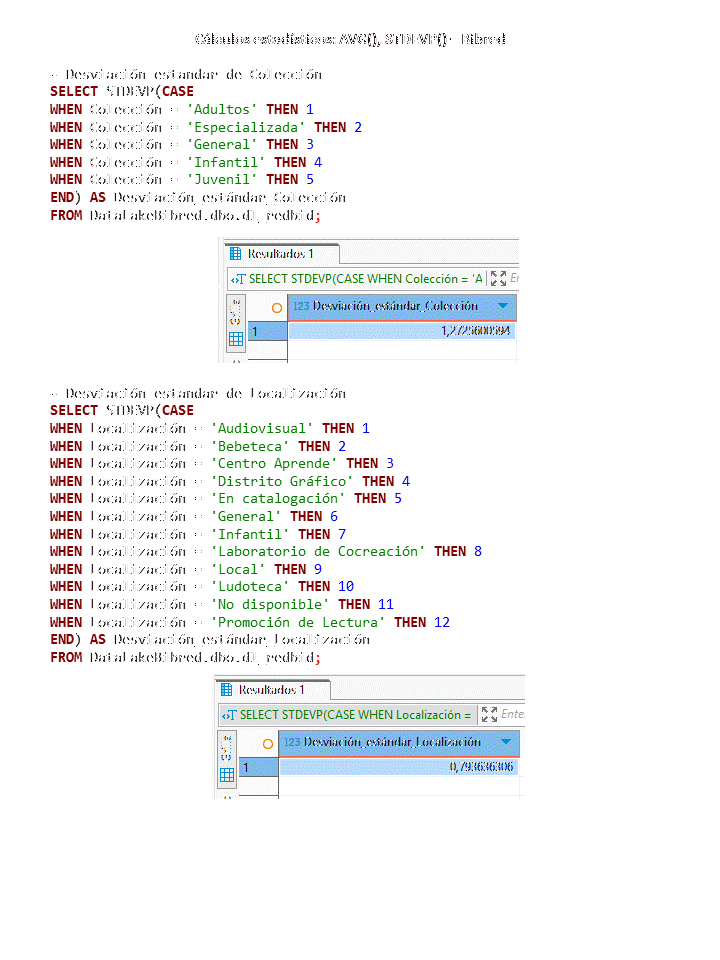 Cálculos estadísticos: AVG(), STDEVP() - Bibred
- Desviación estandar de Colección
SELECT STDEVP(CASE
WHEN Colección = 'Adultos' THEN 1
WHEN Colección = 'Especializada' THEN 2
WHEN Colección = 'General' THEN 3
WHEN Colección = 'Infantil' THEN 4
WHEN Colección = 'Juvenil' THEN 5
END) AS Desviación_estándar_Colección
FROM DataLakeBibred.dbo.dl_redbid;
Resultados 1
SELECT STDEVP(CASE WHEN Colección = 'A
En
123 Desviación_estándar_Colección
1
1,2725600594
- Desviación estandar de Localización
SELECT STDEVP(CASE
WHEN Localización = 'Audiovisual' THEN 1
WHEN Localización = 'Bebeteca' THEN 2
WHEN Localización = 'Centro Aprende' THEN 3
WHEN Localización = 'Distrito Gráfico' THEN 4
WHEN Localización = 'En catalogación' THEN 5
WHEN Localización = 'General' THEN 6
WHEN Localización = 'Infantil' THEN 7
WHEN Localización = 'Laboratorio de Cocreación' THEN 8
WHEN Localización = 'Local' THEN 9
WHEN Localización = 'Ludoteca' THEN 10
WHEN Localización = 'No disponible' THEN 11
WHEN Localización = 'Promoción de Lectura' THEN 12
END) AS Desviación_estándar_Localización
FROM DataLakeBibred.dbo.dl_redbid;
Resultados 1
SELECT STDEVP(CASE WHEN Localización =
Enter
123 Desviación_estándar_Localización
1
0,793636306